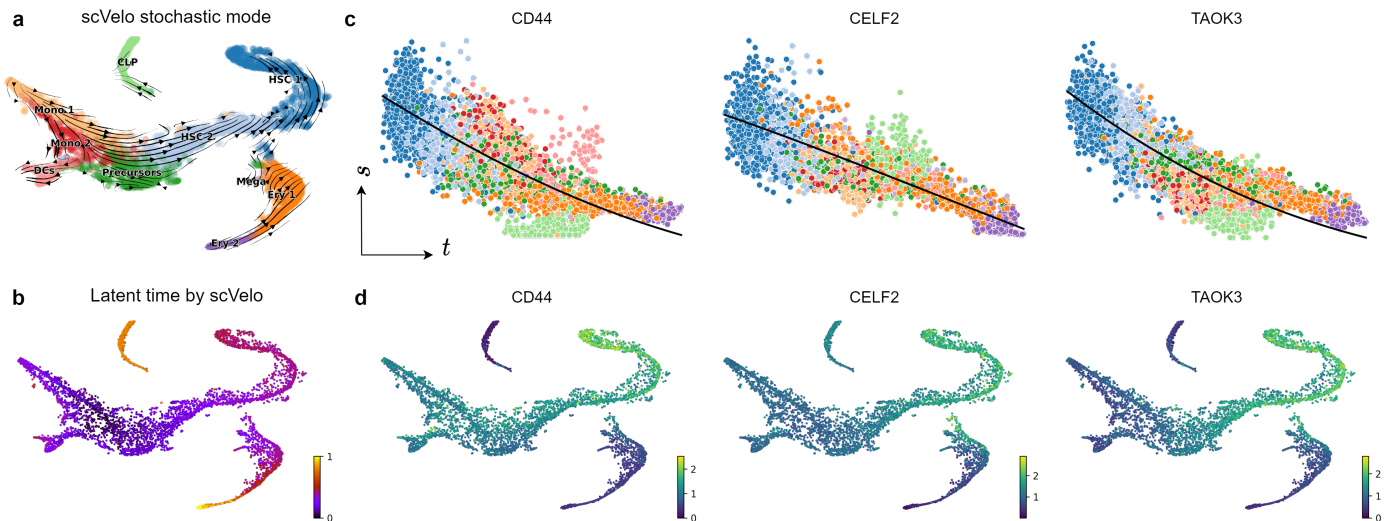 a
scVelo stochastic mode
CLP
HSC 1
Mono 1
HSC 2
Mono 2
DCs
Precursors
Mega
Ery 1
Ery 2
c
CD44
CELF2
TAOK3
s
t
b
Latent time by scVelo
1
0
d
CD44
2
1
0
CELF2
2
1
TAOK3
2
1
0